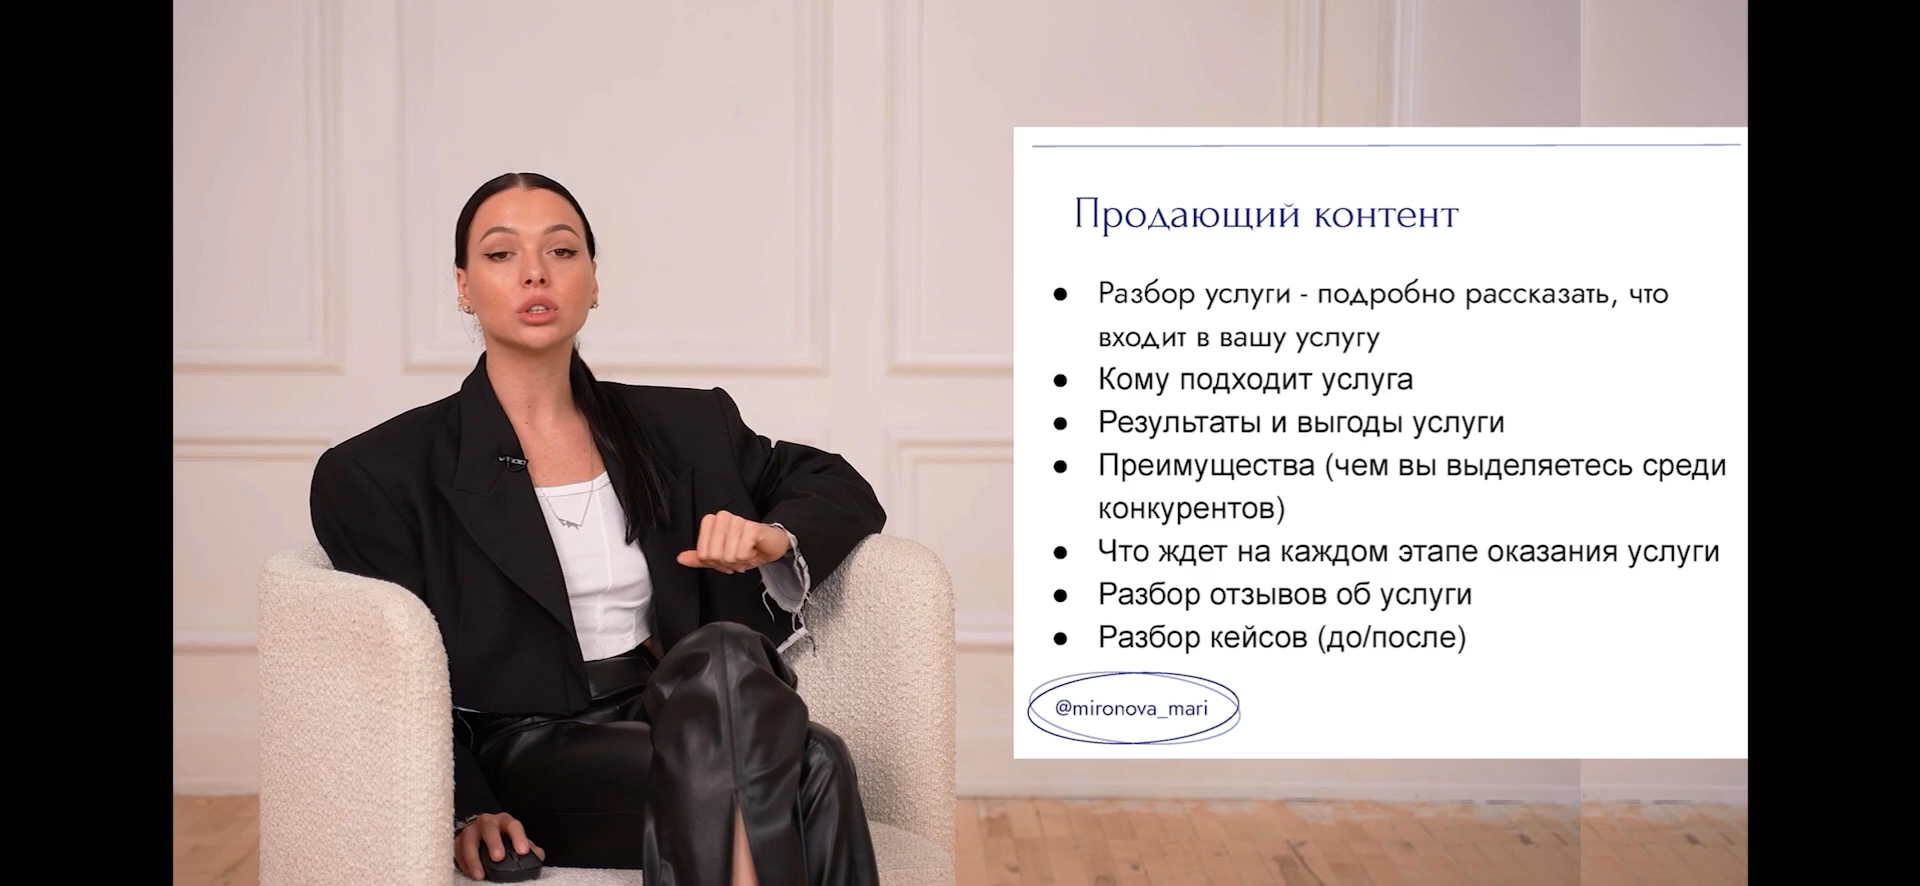 Продающий контент
● Разбор услуги - подробно рассказать, что
входит в вашу услугу
● Кому подходит услуга
● Результаты и выгоды услуги
● Преимущества (чем вы выделяетесь среди
конкурентов)
● Что ждет на каждом этапе оказания услуги
● Разбор отзывов об услуги
● Разбор кейсов (до/после)
@mironova_mari